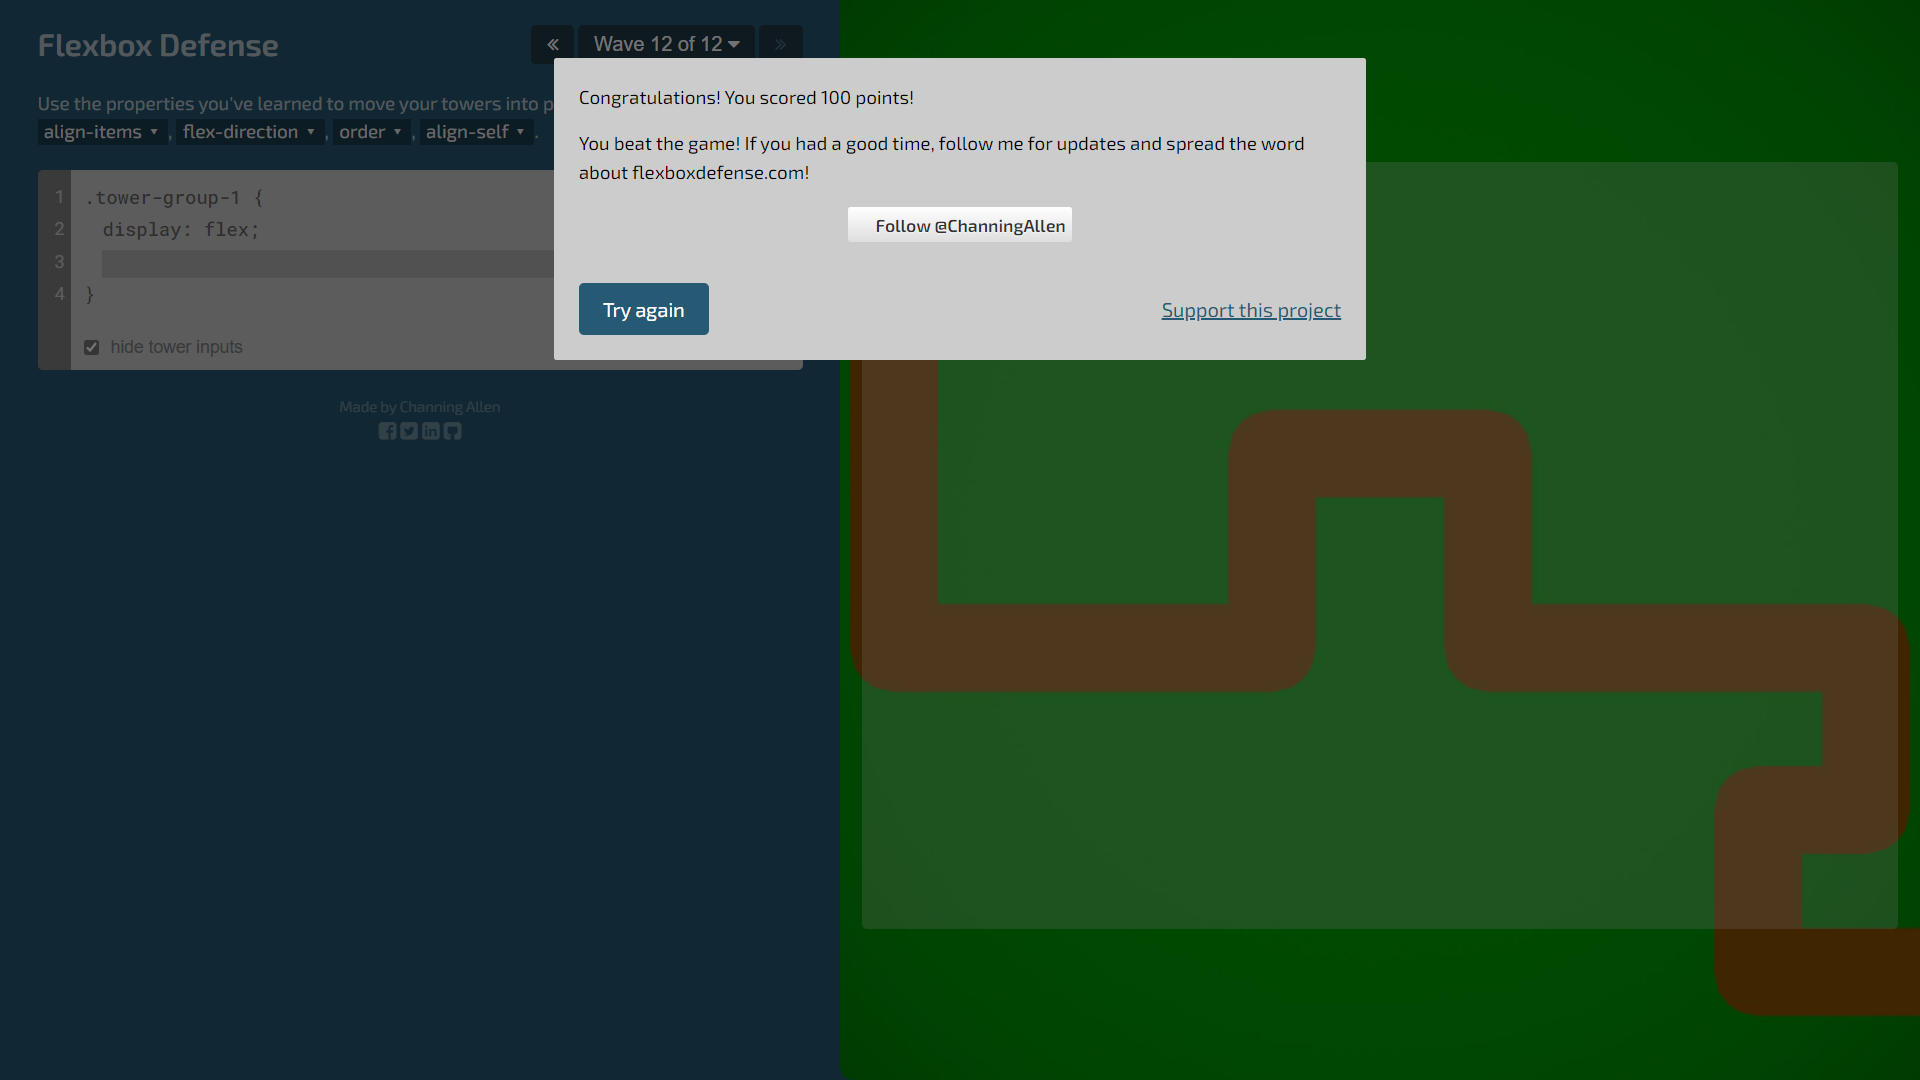 Flexbox Defense
« Wave 12 of 12 »
Use the properties you've learned to move your towers into p
align-items ▾ , flex-direction ▾ , order ▾ , align-self ▾ .
1 .tower-group-1 {
2 display: flex;
3
4 }
hide tower inputs
Made by Channing Allen
Congratulations! You scored 100 points!
You beat the game! If you had a good time, follow me for updates and spread the word
about flexboxdefense.com!
Follow @ChanningAllen
Try again
Support this project